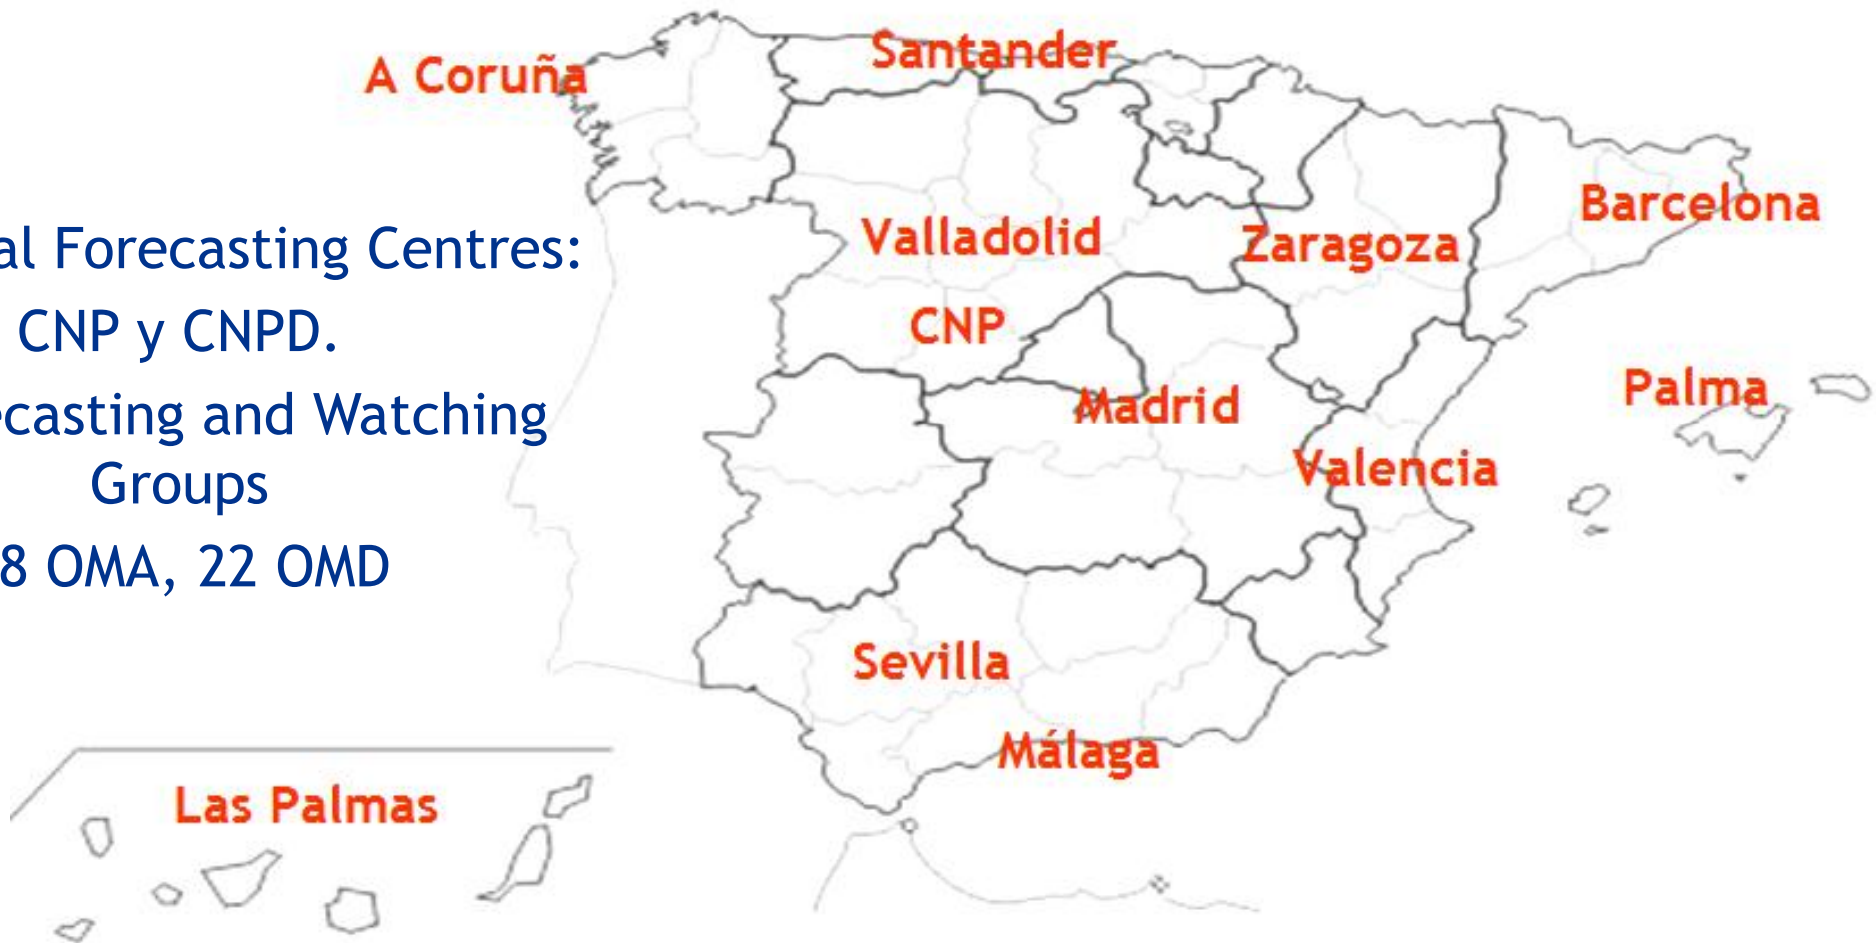 al Forecasting Centres:
CNP y CNPD.
ecasting and Watching
Groups
8 OMA, 22 OMD
A Coruña
Santander
Barcelona
Valladolid
Zaragoza
CNP
Palma
Madrid
Valencia
Sevilla
Málaga
Las Palmas